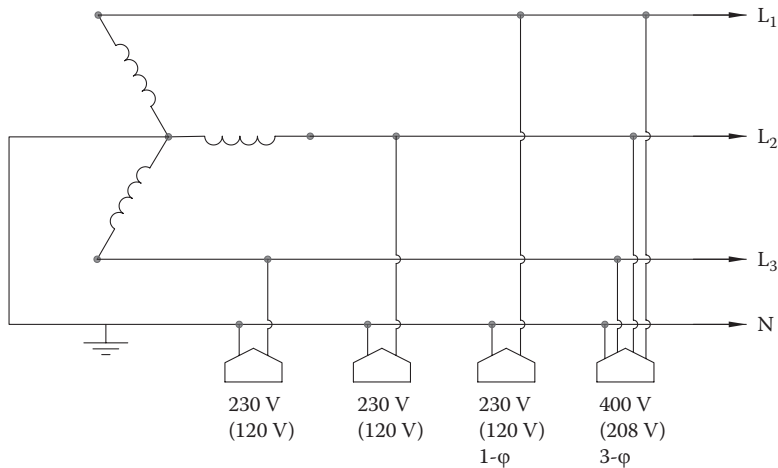 L₁
L₂
L₃
N
230 V
(120 V)
230 V
(120 V)
230 V
(120 V)
1-φ
400 V
(208 V)
3-φ